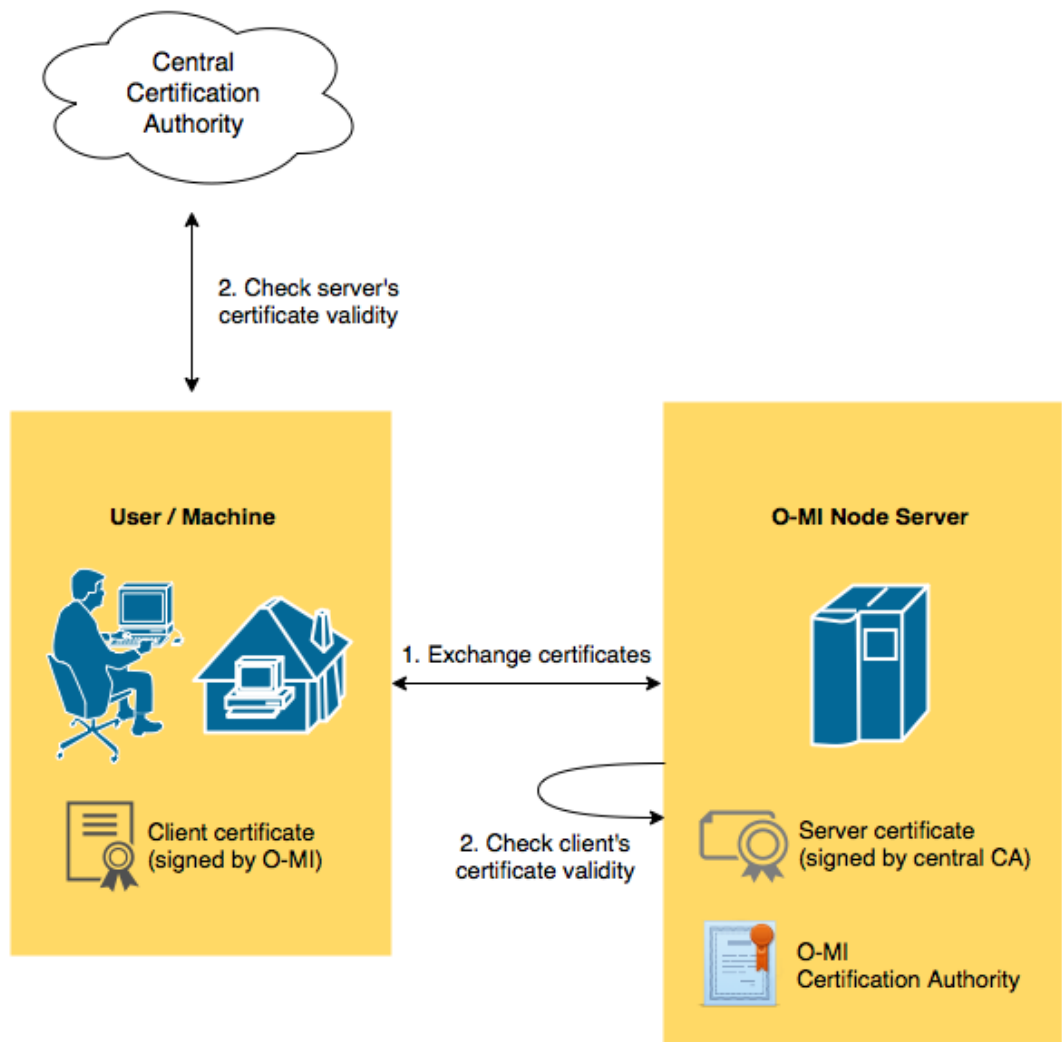 Central
Certification
Authority
2. Check server's
certificate validity
User / Machine
O-MI Node Server
1. Exchange certificates
2. Check client's
certificate validity
Client certificate
(signed by O-MI)
Server certificate
(signed by central CA)
O-MI
Certification Authority